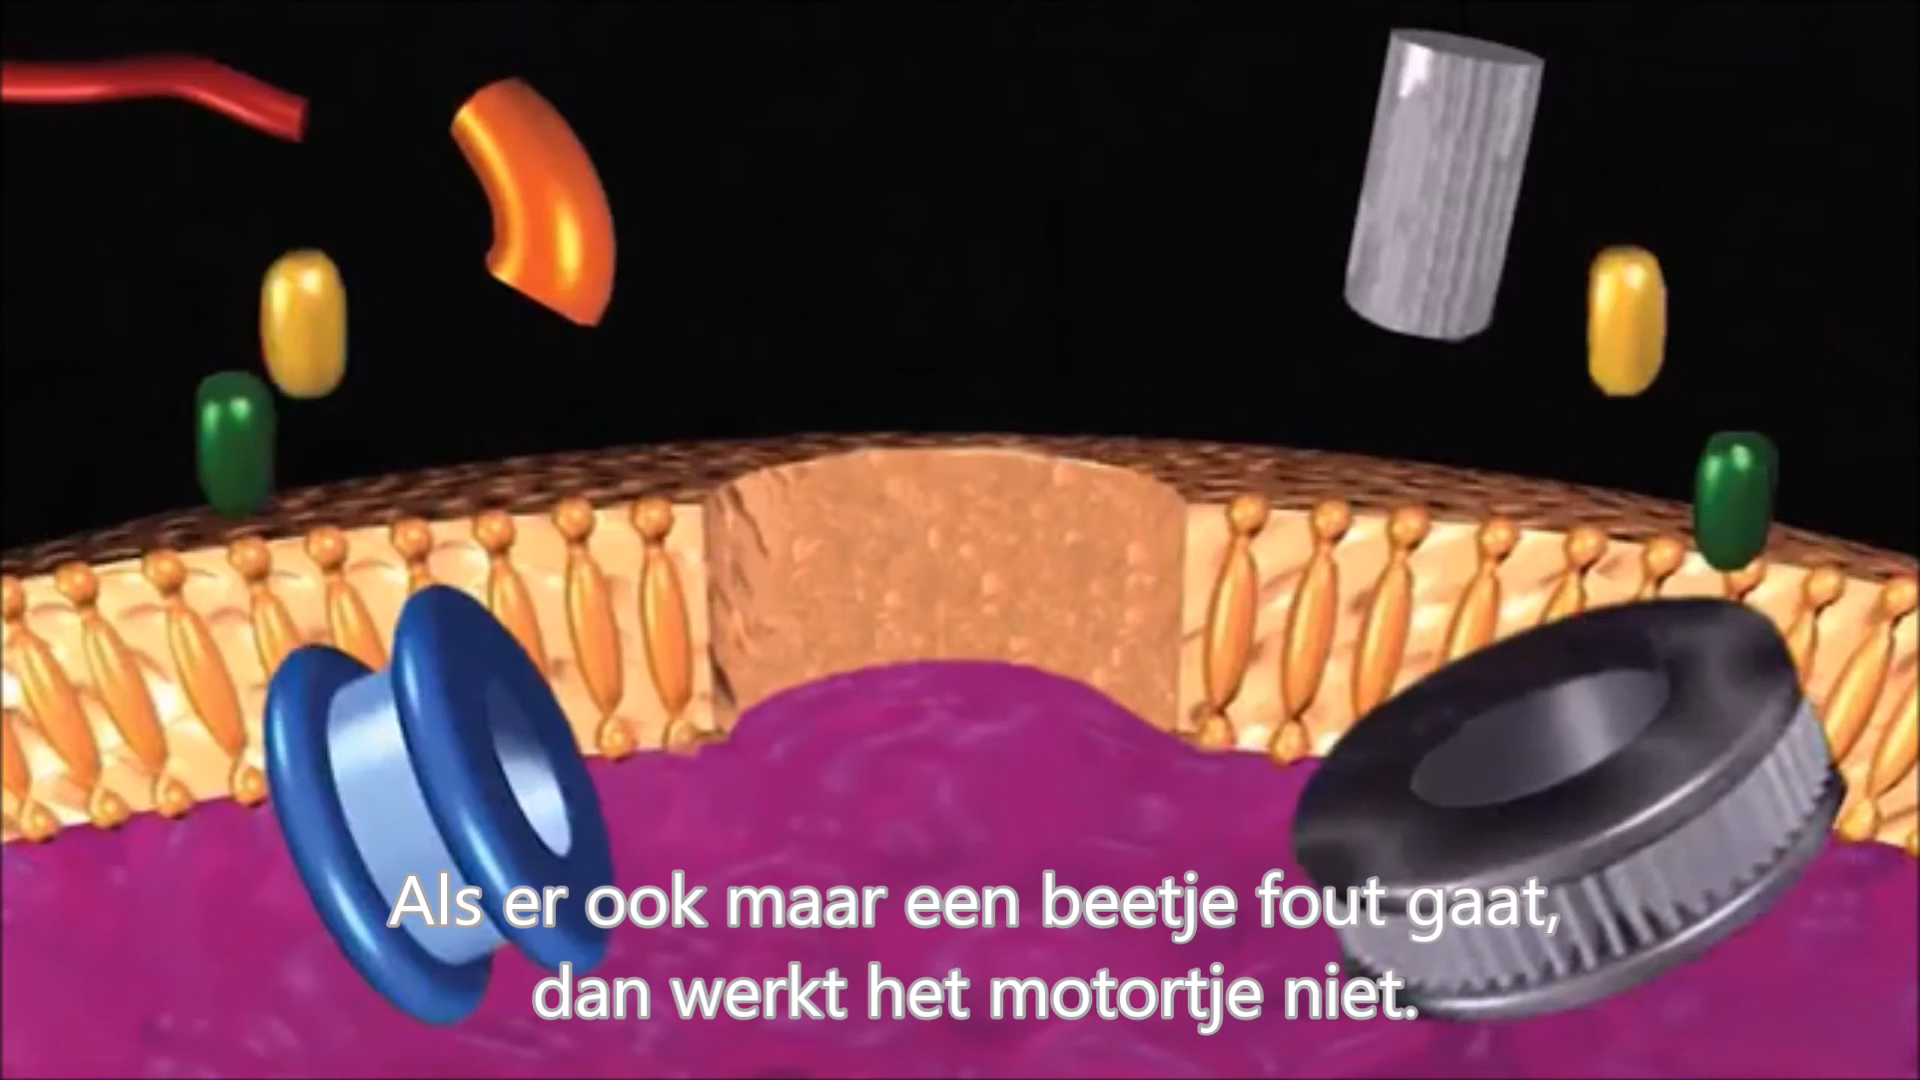 Als er ook maar een beetje fout gaat,
dan werkt het motortje niet.